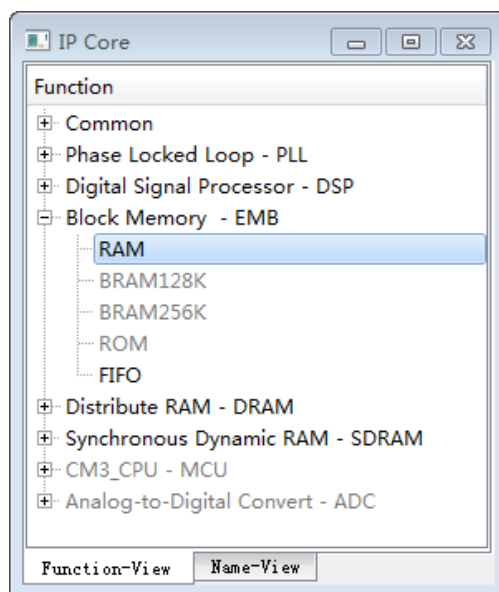 IP Core
Function
Common
Phase Locked Loop - PLL
Digital Signal Processor - DSP
Block Memory - EMB
RAM
BRAM128K
BRAM256K
ROM
FIFO
Distribute RAM - DRAM
Synchronous Dynamic RAM - SDRAM
CM3_CPU - MCU
Analog-to-Digital Convert - ADC
Function-View Name-View